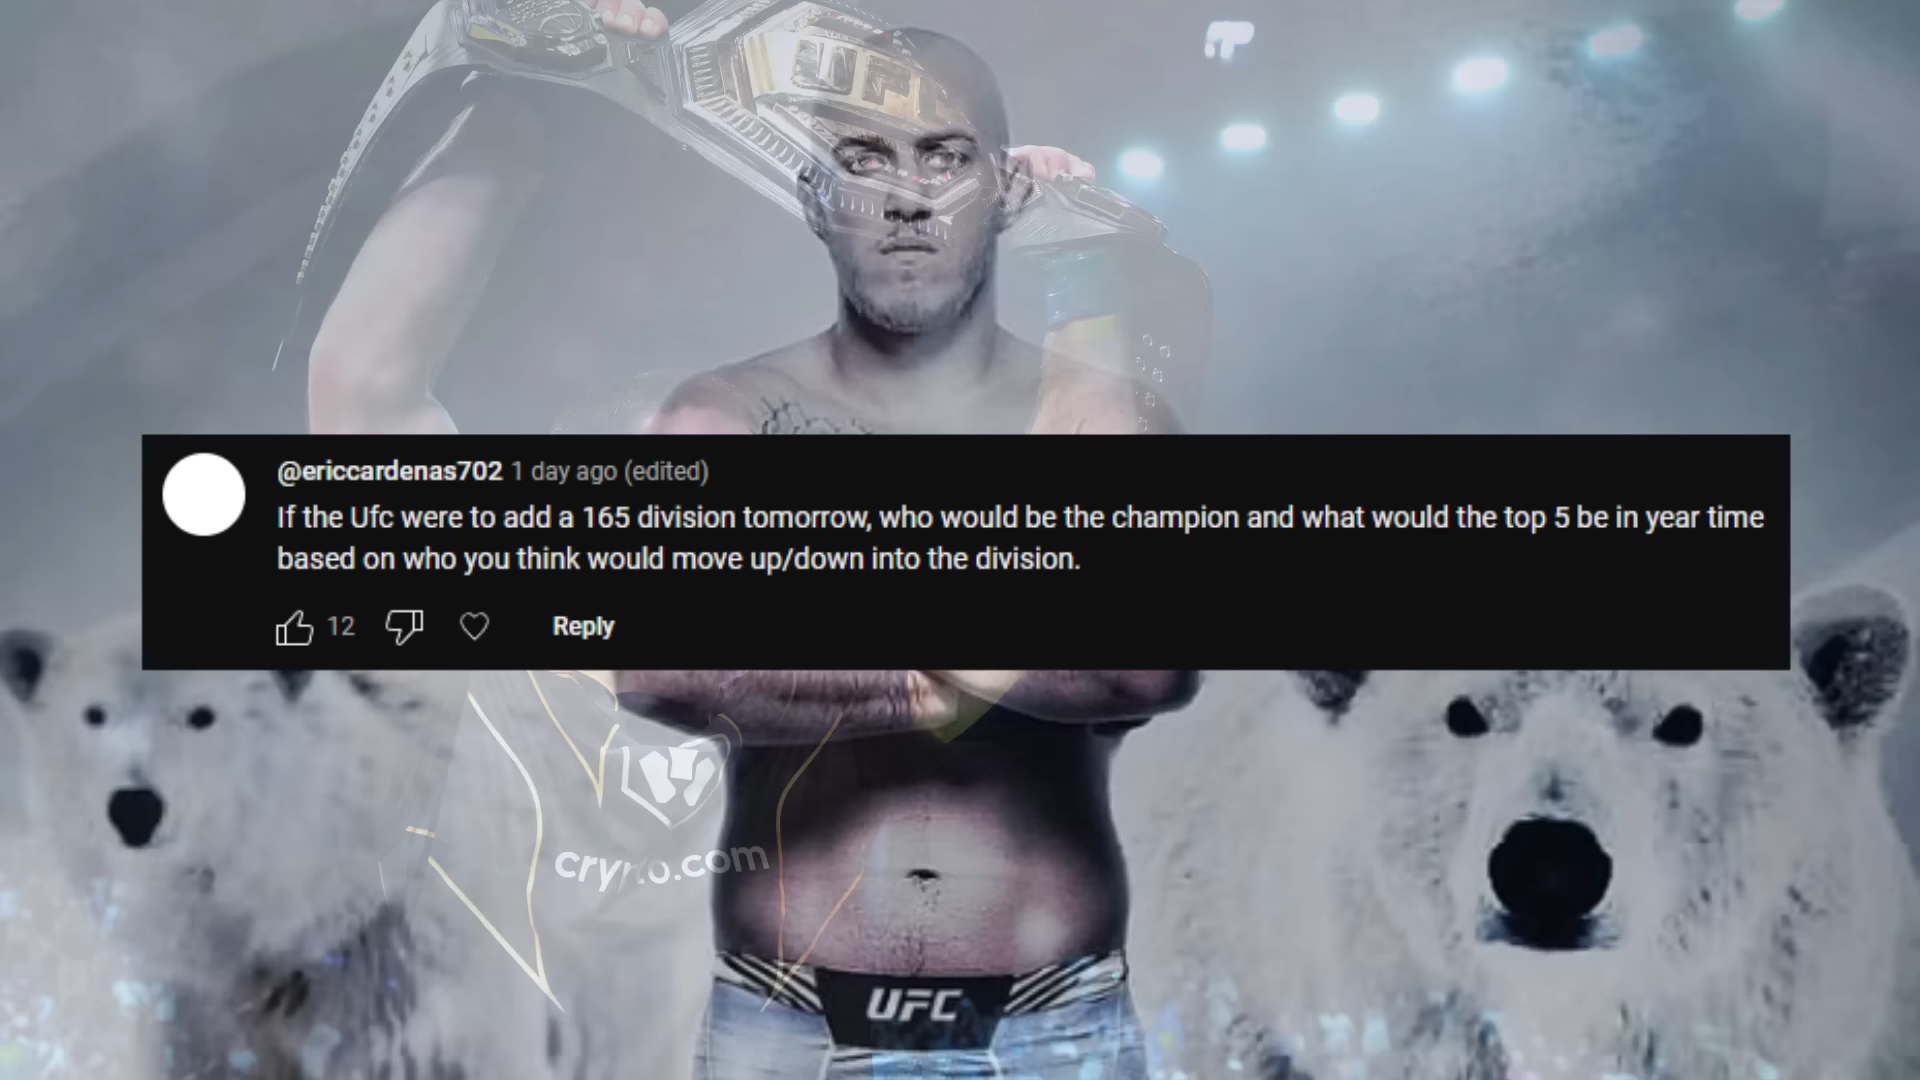 UFC
@ericcardenas702 1 day ago (edited)
If the Ufc were to add a 165 division tomorrow, who would be the champion and what would the top 5 be in year time
based on who you think would move up/down into the division.
12 Reply
crypto.com
UFC